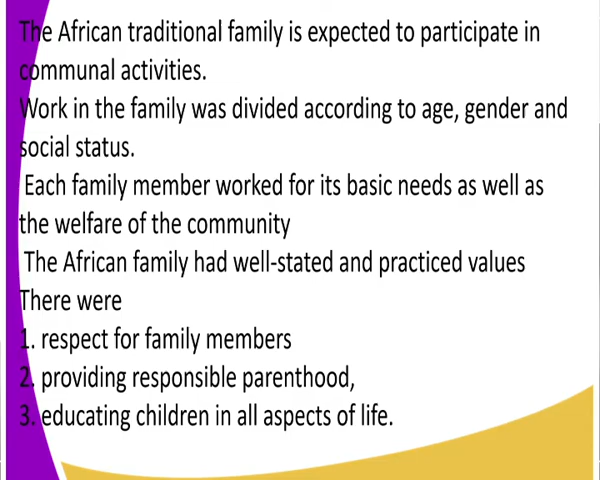 The African traditional family is expected to participate in
communal activities.
Work in the family was divided according to age, gender and
social status.
Each family member worked for its basic needs as well as
the welfare of the community
The African family had well-stated and practiced values
There were
1. respect for family members
2. providing responsible parenthood,
3. educating children in all aspects of life.